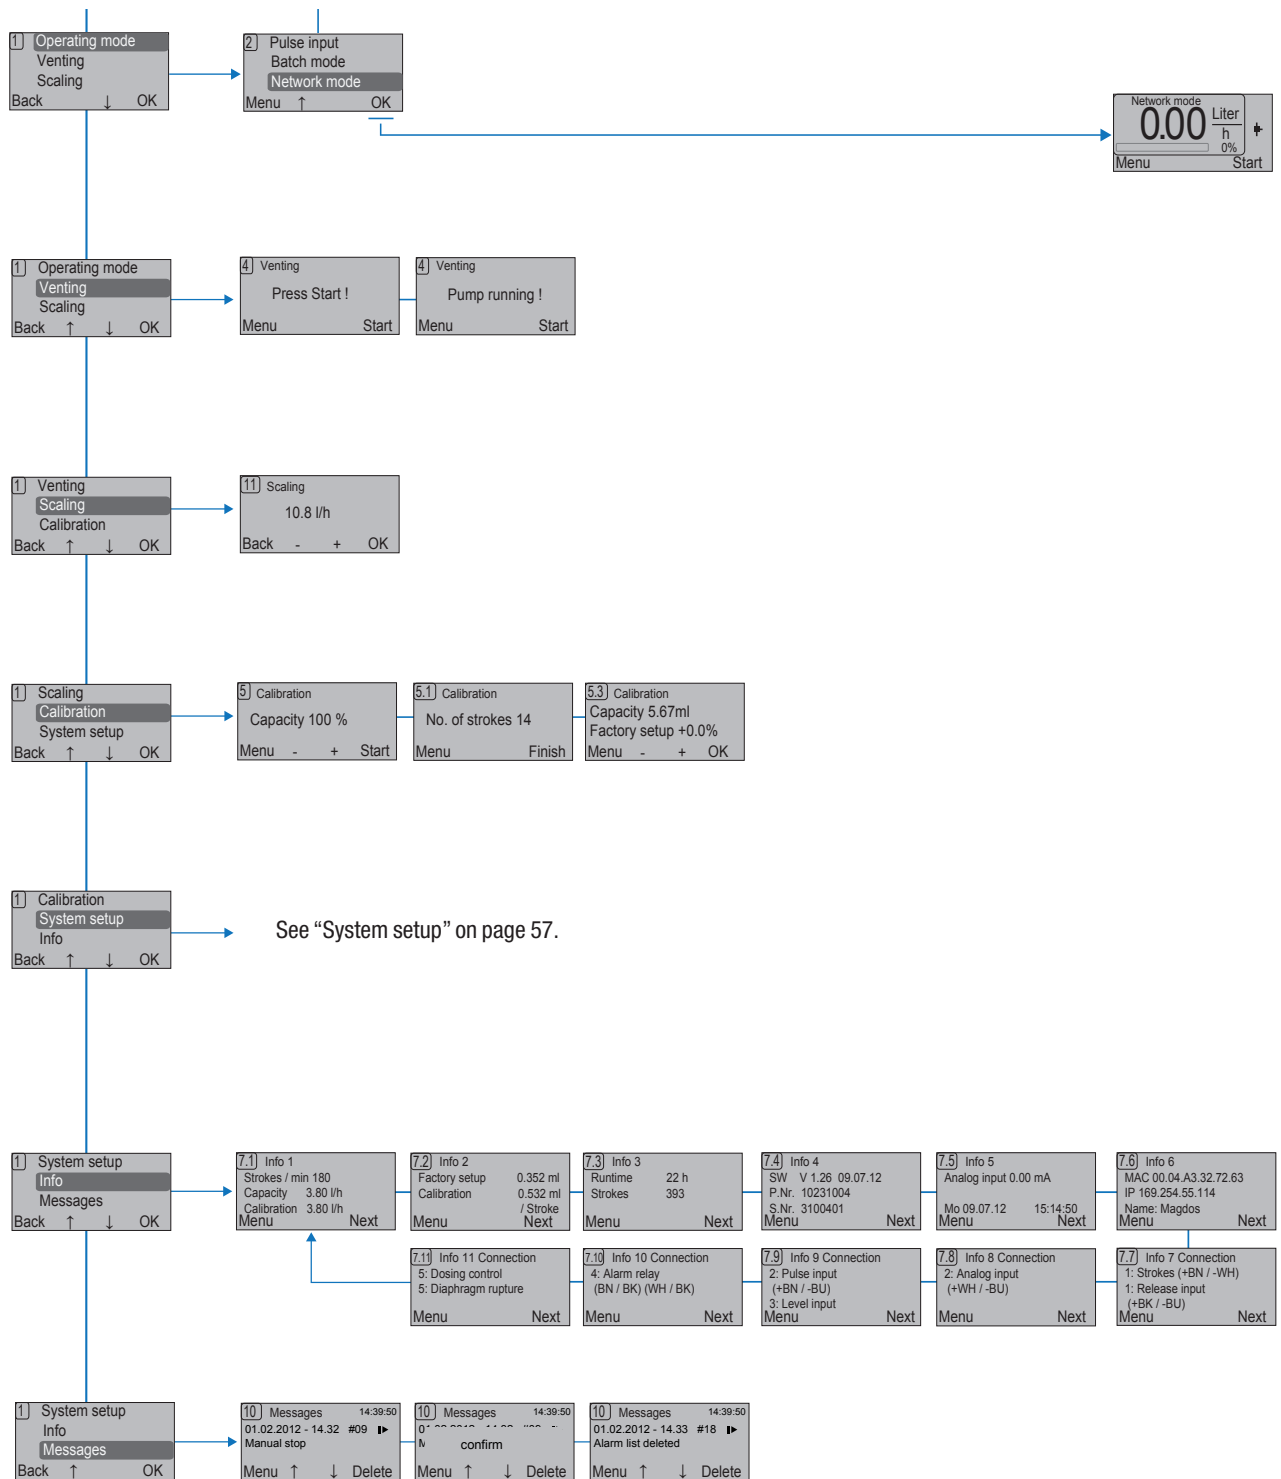 1 Operating mode
Venting
Scaling
Back ↓ OK
2 Pulse input
Batch mode
Network mode
Menu ↑ OK
Network mode
0.00 Liter
h
0%
Menu Start
1 Operating mode
Venting
Scaling
Back ↑ ↓ OK
4 Venting
Press Start !
Menu Start
4 Venting
Pump running !
Menu Start
1 Venting
Scaling
Calibration
Back ↑ ↓ OK
11 Scaling
10.8 l/h
Back - + OK
1 Scaling
Calibration
System setup
Back ↑ ↓ OK
5 Calibration
Capacity 100 %
Menu - + Start
5.1 Calibration
No. of strokes 14
Menu Finish
5.3 Calibration
Capacity 5.67ml
Factory setup +0.0%
Menu - + OK
1 Calibration
System setup
Info
Back ↑ ↓ OK
See “System setup” on page 57.
1 System setup
Info
Messages
Back ↑ ↓ OK
7.1 Info 1
Strokes / min 180
Capacity 3.80 l/h
Calibration 3.80 l/h
Menu Next
7.2 Info 2
Factory setup 0.352 ml
Calibration 0.532 ml
/ Stroke
Menu Next
7.3 Info 3
Runtime 22 h
Strokes 393
Menu Next
7.4 Info 4
SW V 1.26 09.07.12
P.Nr. 10231004
S.Nr. 3100401
Menu Next
7.5 Info 5
Analog input 0.00 mA
Mo 09.07.12 15:14:50
Menu Next
7.6 Info 6
MAC 00.04.A3.32.72.63
IP 169.254.55.114
Name: Magdos
Menu Next
7.11 Info 11 Connection
5: Dosing control
5: Diaphragm rupture
Menu Next
7.10 Info 10 Connection
4: Alarm relay
(BN / BK) (WH / BK)
Menu Next
7.9 Info 9 Connection
2: Pulse input
(+BN / -BU)
3: Level input
Menu Next
7.8 Info 8 Connection
2: Analog input
(+WH / -BU)
Menu Next
7.7 Info 7 Connection
1: Strokes (+BN / -WH)
1: Release input
(+BK / -BU)
Menu Next
1 System setup
Info
Messages
Back ↑ OK
10 Messages 14:39:50
01.02.2012 - 14.32 #09
Manual stop
Menu ↑ ↓ Delete
10 Messages 14:39:50
confirm
Menu ↑ ↓ Delete
10 Messages 14:39:50
01.02.2012 - 14.33 #18
Alarm list deleted
Menu ↑ ↓ Delete